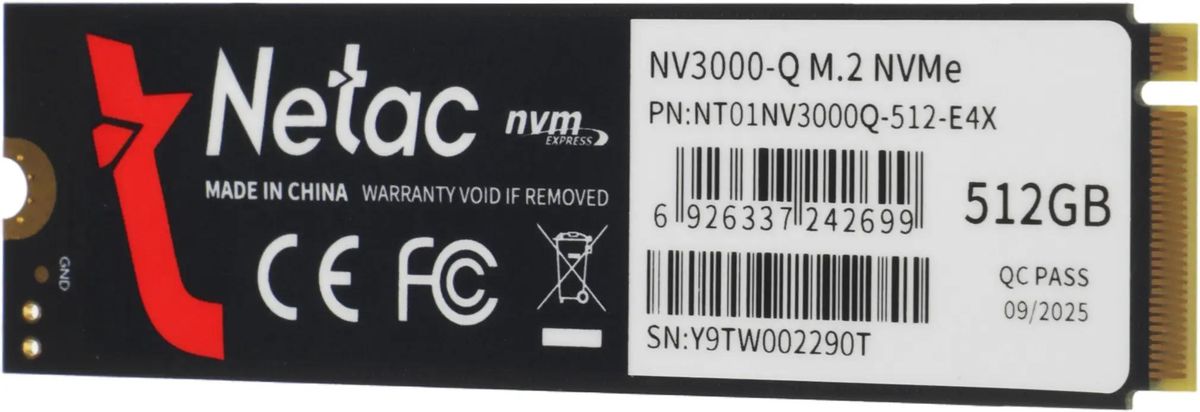 Netac
nvm
EXPRESS
MADE IN CHINA WARRANTY VOID IF REMOVED
CE FC
GND
NV3000-Q M.2 NVMe
PN:NT01NV3000Q-512-E4X
6 926337 242699
512GB
QC PASS
09/2025
SN:Y9TW002290T